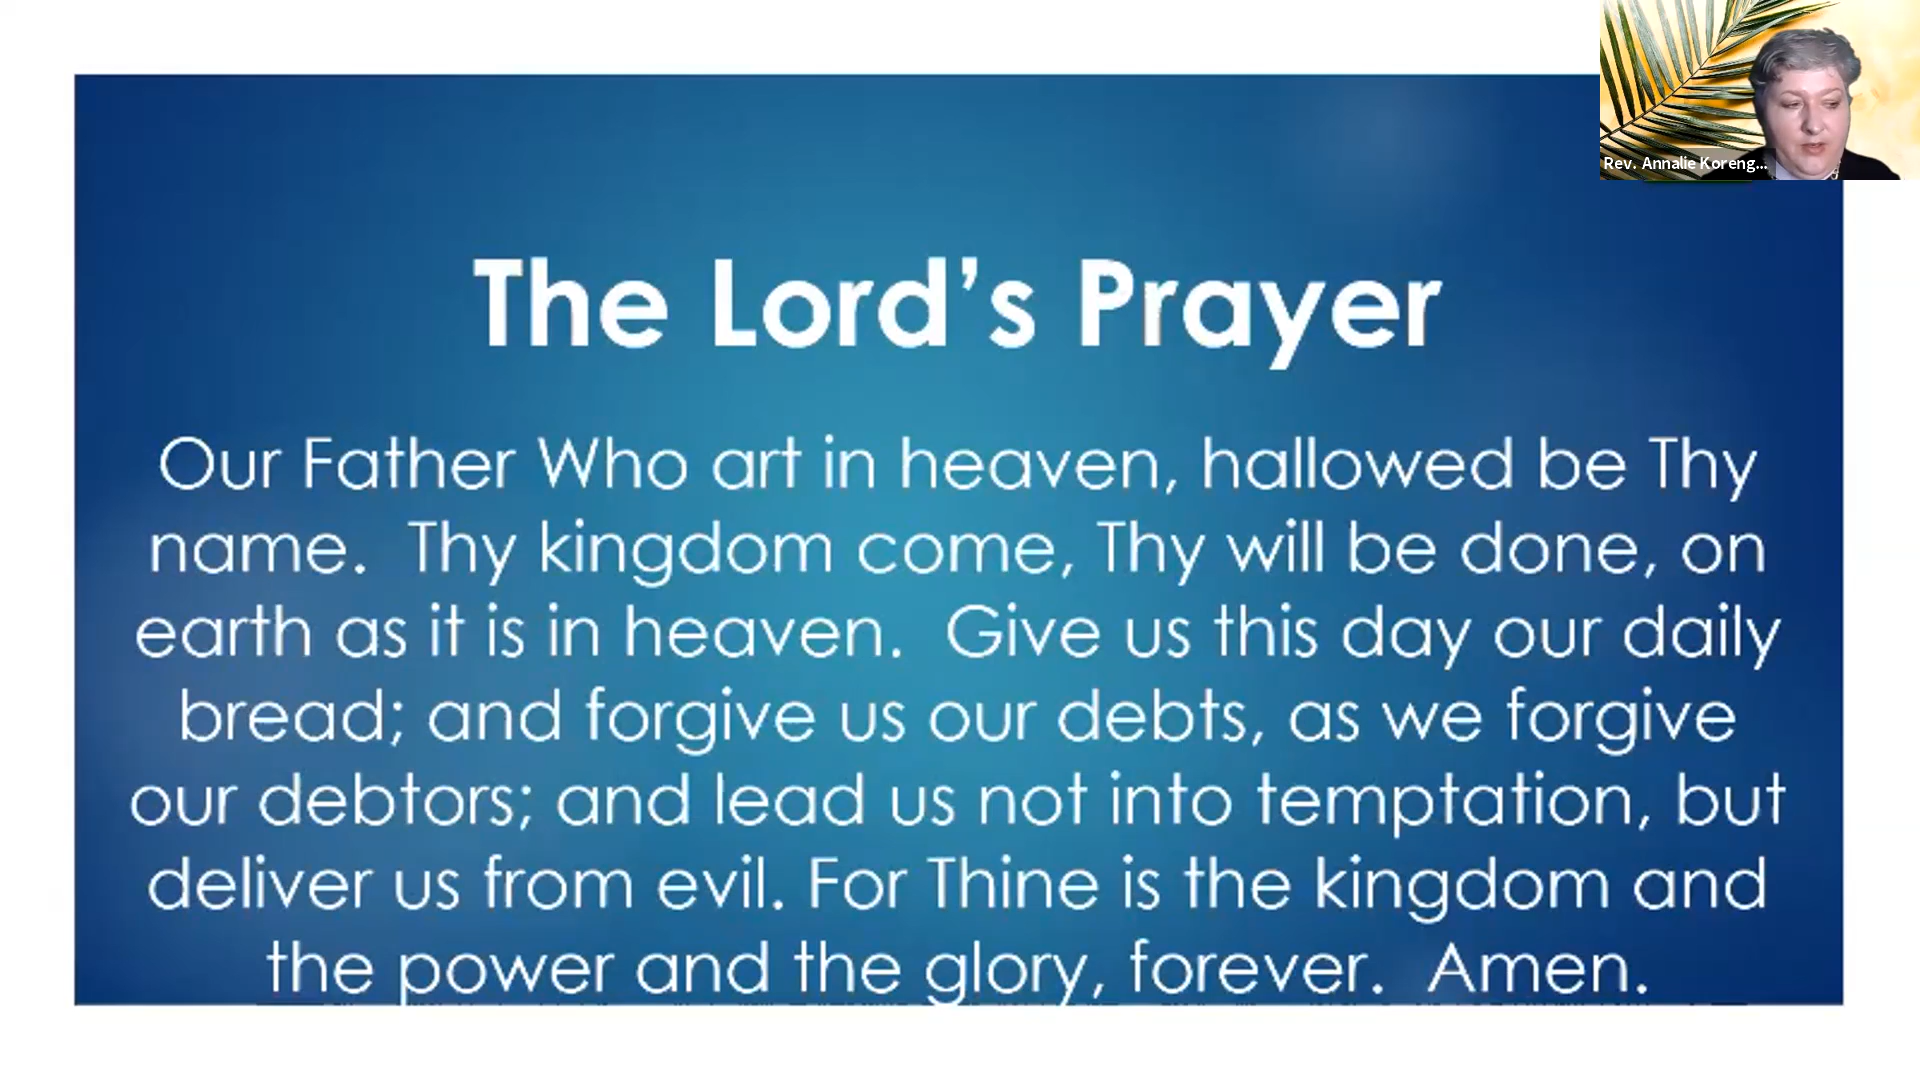 Rev. Annalie Koreng...
The Lord's Prayer
Our Father Who art in heaven, hallowed be Thy
name.  Thy kingdom come, Thy will be done, on
earth as it is in heaven.  Give us this day our daily
bread; and forgive us our debts, as we forgive
our debtors; and lead us not into temptation, but
deliver us from evil. For Thine is the kingdom and
the power and the glory, forever.  Amen.